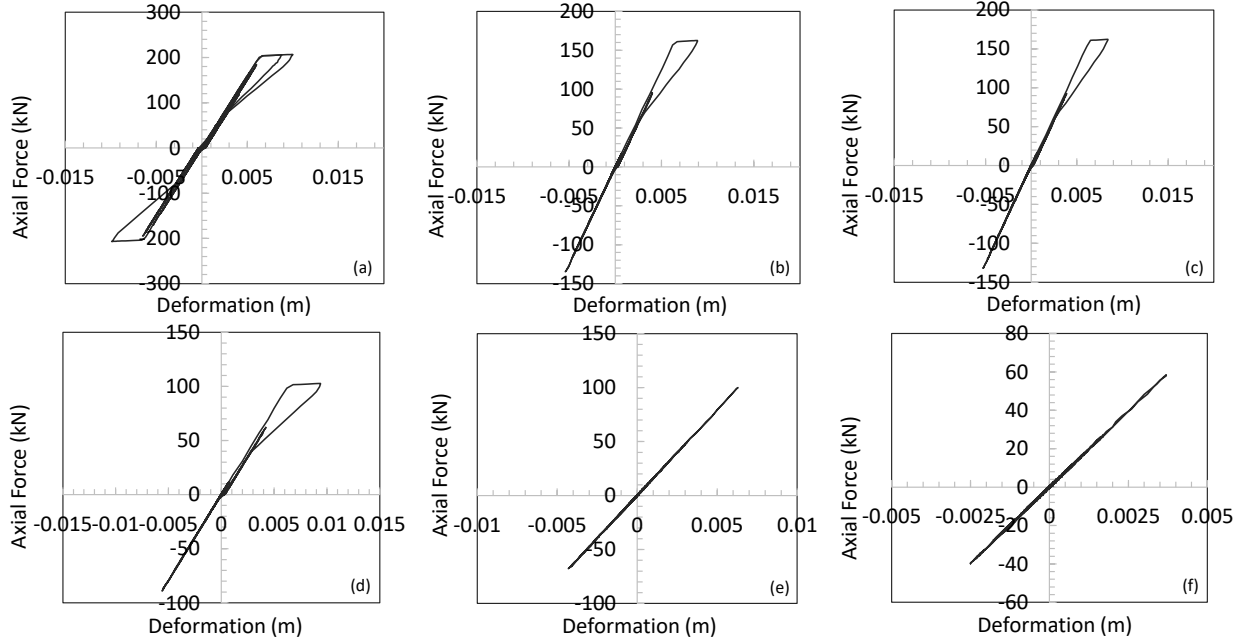 300
200
100
0
-100
-200
-300
-0.015 -0.005 0.005 0.015
Axial Force (kN)
Deformation (m)
(a)
200
150
100
50
0
-50
-100
-150
-0.015 -0.005 0.005 0.015
Axial Force (kN)
Deformation (m)
(b)
200
150
100
50
0
-50
-100
-150
-0.015 -0.005 0.005 0.015
Axial Force (kN)
Deformation (m)
(c)
150
100
50
0
-50
-100
-0.015 -0.01 -0.005 0 0.005 0.01 0.015
Axial Force (kN)
Deformation (m)
(d)
150
100
50
0
-50
-100
-0.01 -0.005 0 0.005 0.01
Axial Force (kN)
Deformation (m)
(e)
80
60
40
20
0
-20
-40
-60
-0.005 -0.0025 0 0.0025 0.005
Axial Force (kN)
Deformation (m)
(f)